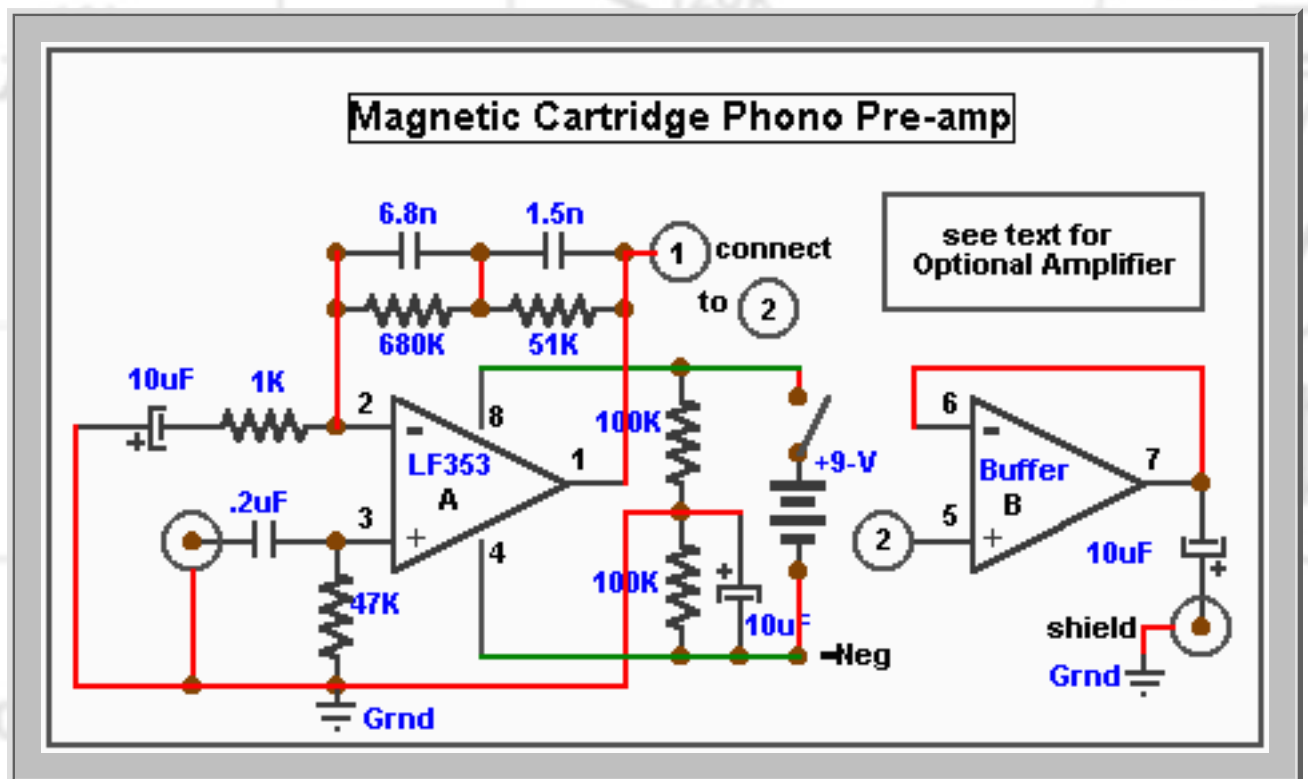 Magnetic Cartridge Phono Pre-amp
6.8n
1.5n
1
connect
to
2
see text for
Optional Amplifier
680K
51K
10uF
1K
2
8
100K
LF353
A
1
+9-V
.2uF
3
+
4
47K
100K
10uF
-Neg
Grnd
6
7
Buffer
B
2
5
+
10uF
+
shield
Grnd